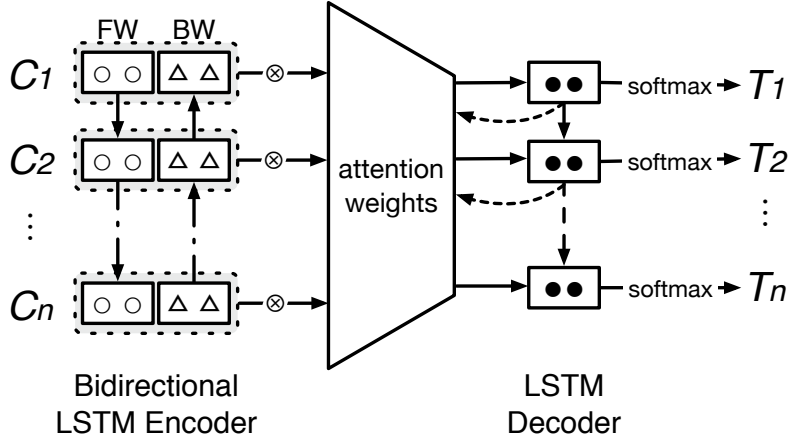 FW BW
C1 softmax T1
C2 softmax T2
attention
weights
⋮ ⋮
Cn softmax Tn
Bidirectional
LSTM Encoder
LSTM
Decoder